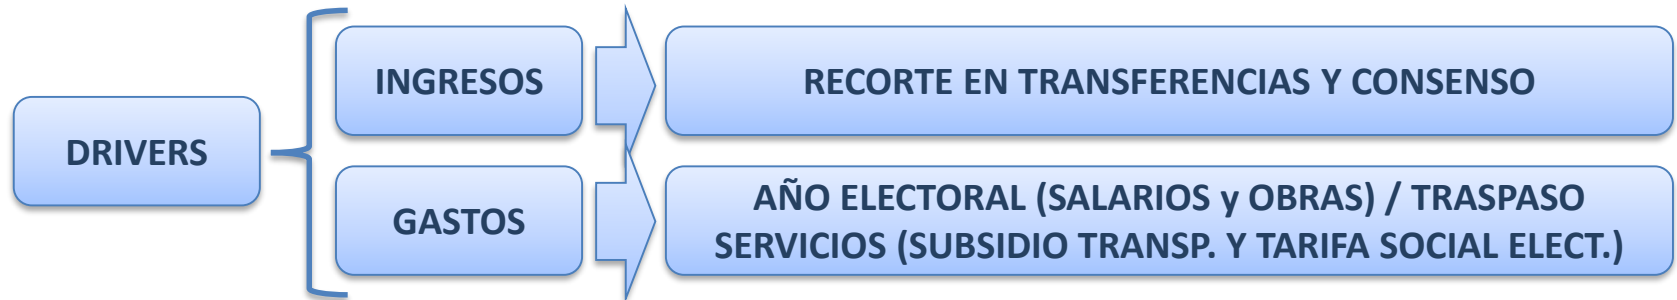 DRIVERS
INGRESOS
RECORTE EN TRANSFERENCIAS Y CONSENSO
GASTOS
AÑO ELECTORAL (SALARIOS y OBRAS) / TRASPASO
SERVICIOS (SUBSIDIO TRANSP. Y TARIFA SOCIAL ELECT.)